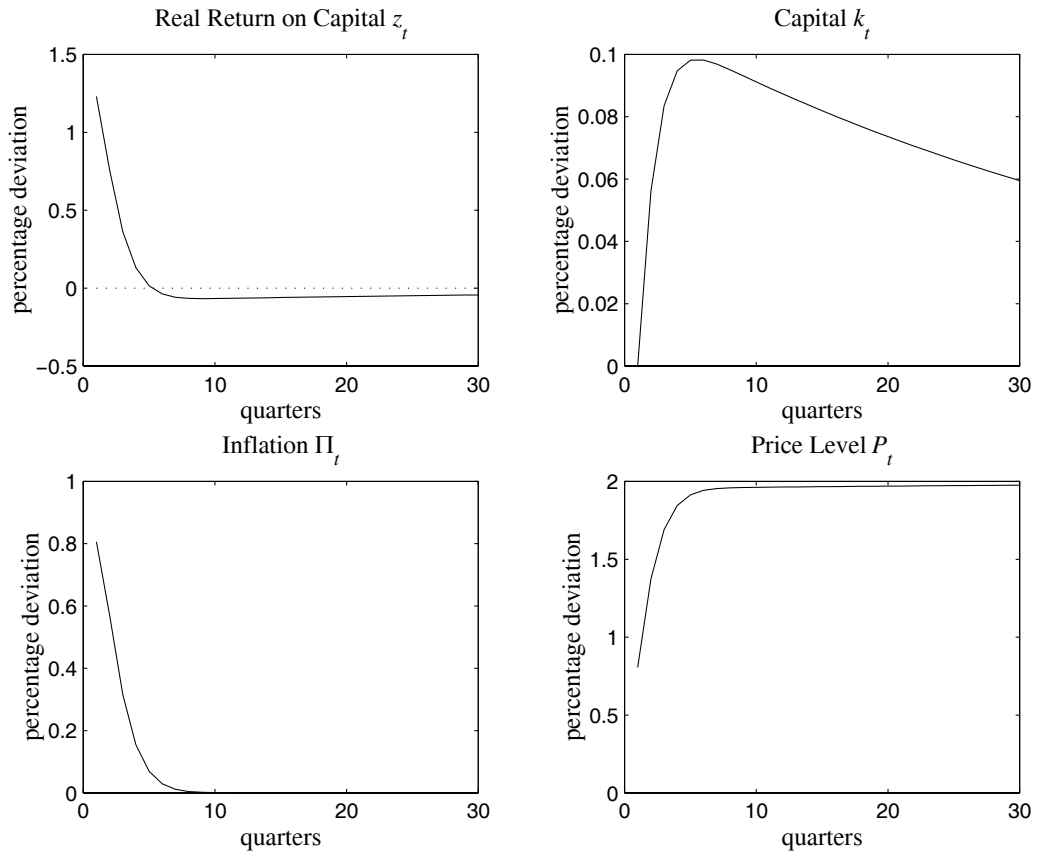 Real Return on Capital z_t
percentage deviation
1.5
1
0.5
0
−0.5
0 10 20 30
quarters
Capital k_t
percentage deviation
0.1
0.08
0.06
0.04
0.02
0
0 10 20 30
quarters
Inflation Π_t
percentage deviation
1
0.8
0.6
0.4
0.2
0
0 10 20 30
quarters
Price Level P_t
percentage deviation
2
1.5
1
0.5
0
0 10 20 30
quarters